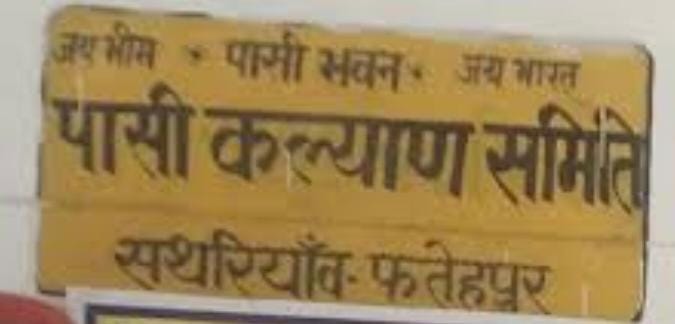 जय भीम • पासी भवन • जय भारत
पासी कल्याण समिति
सथरियाँव- फतेहपुर